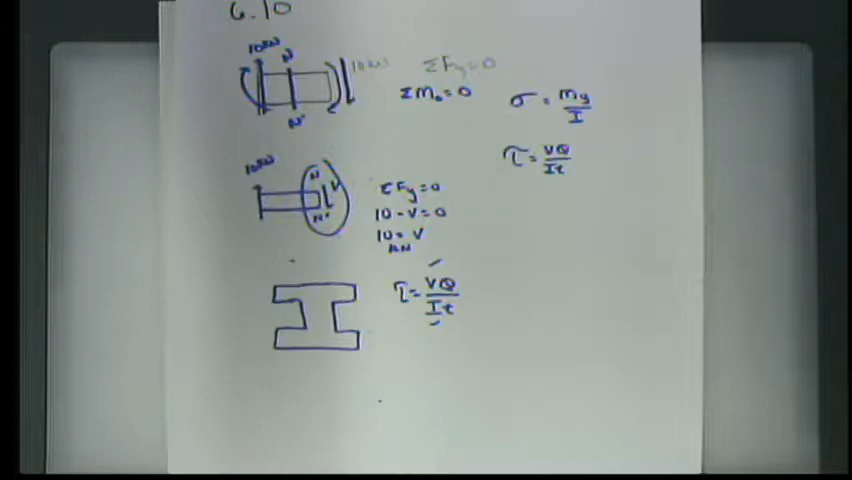 6.10
10kN N 10kN ΣFy=0
ΣMo=0
N'
σ = My/I
τ = VQ/It
10kN N V
N'
ΣFy=0
10-V=0
10=V
kN
τ = VQ/It